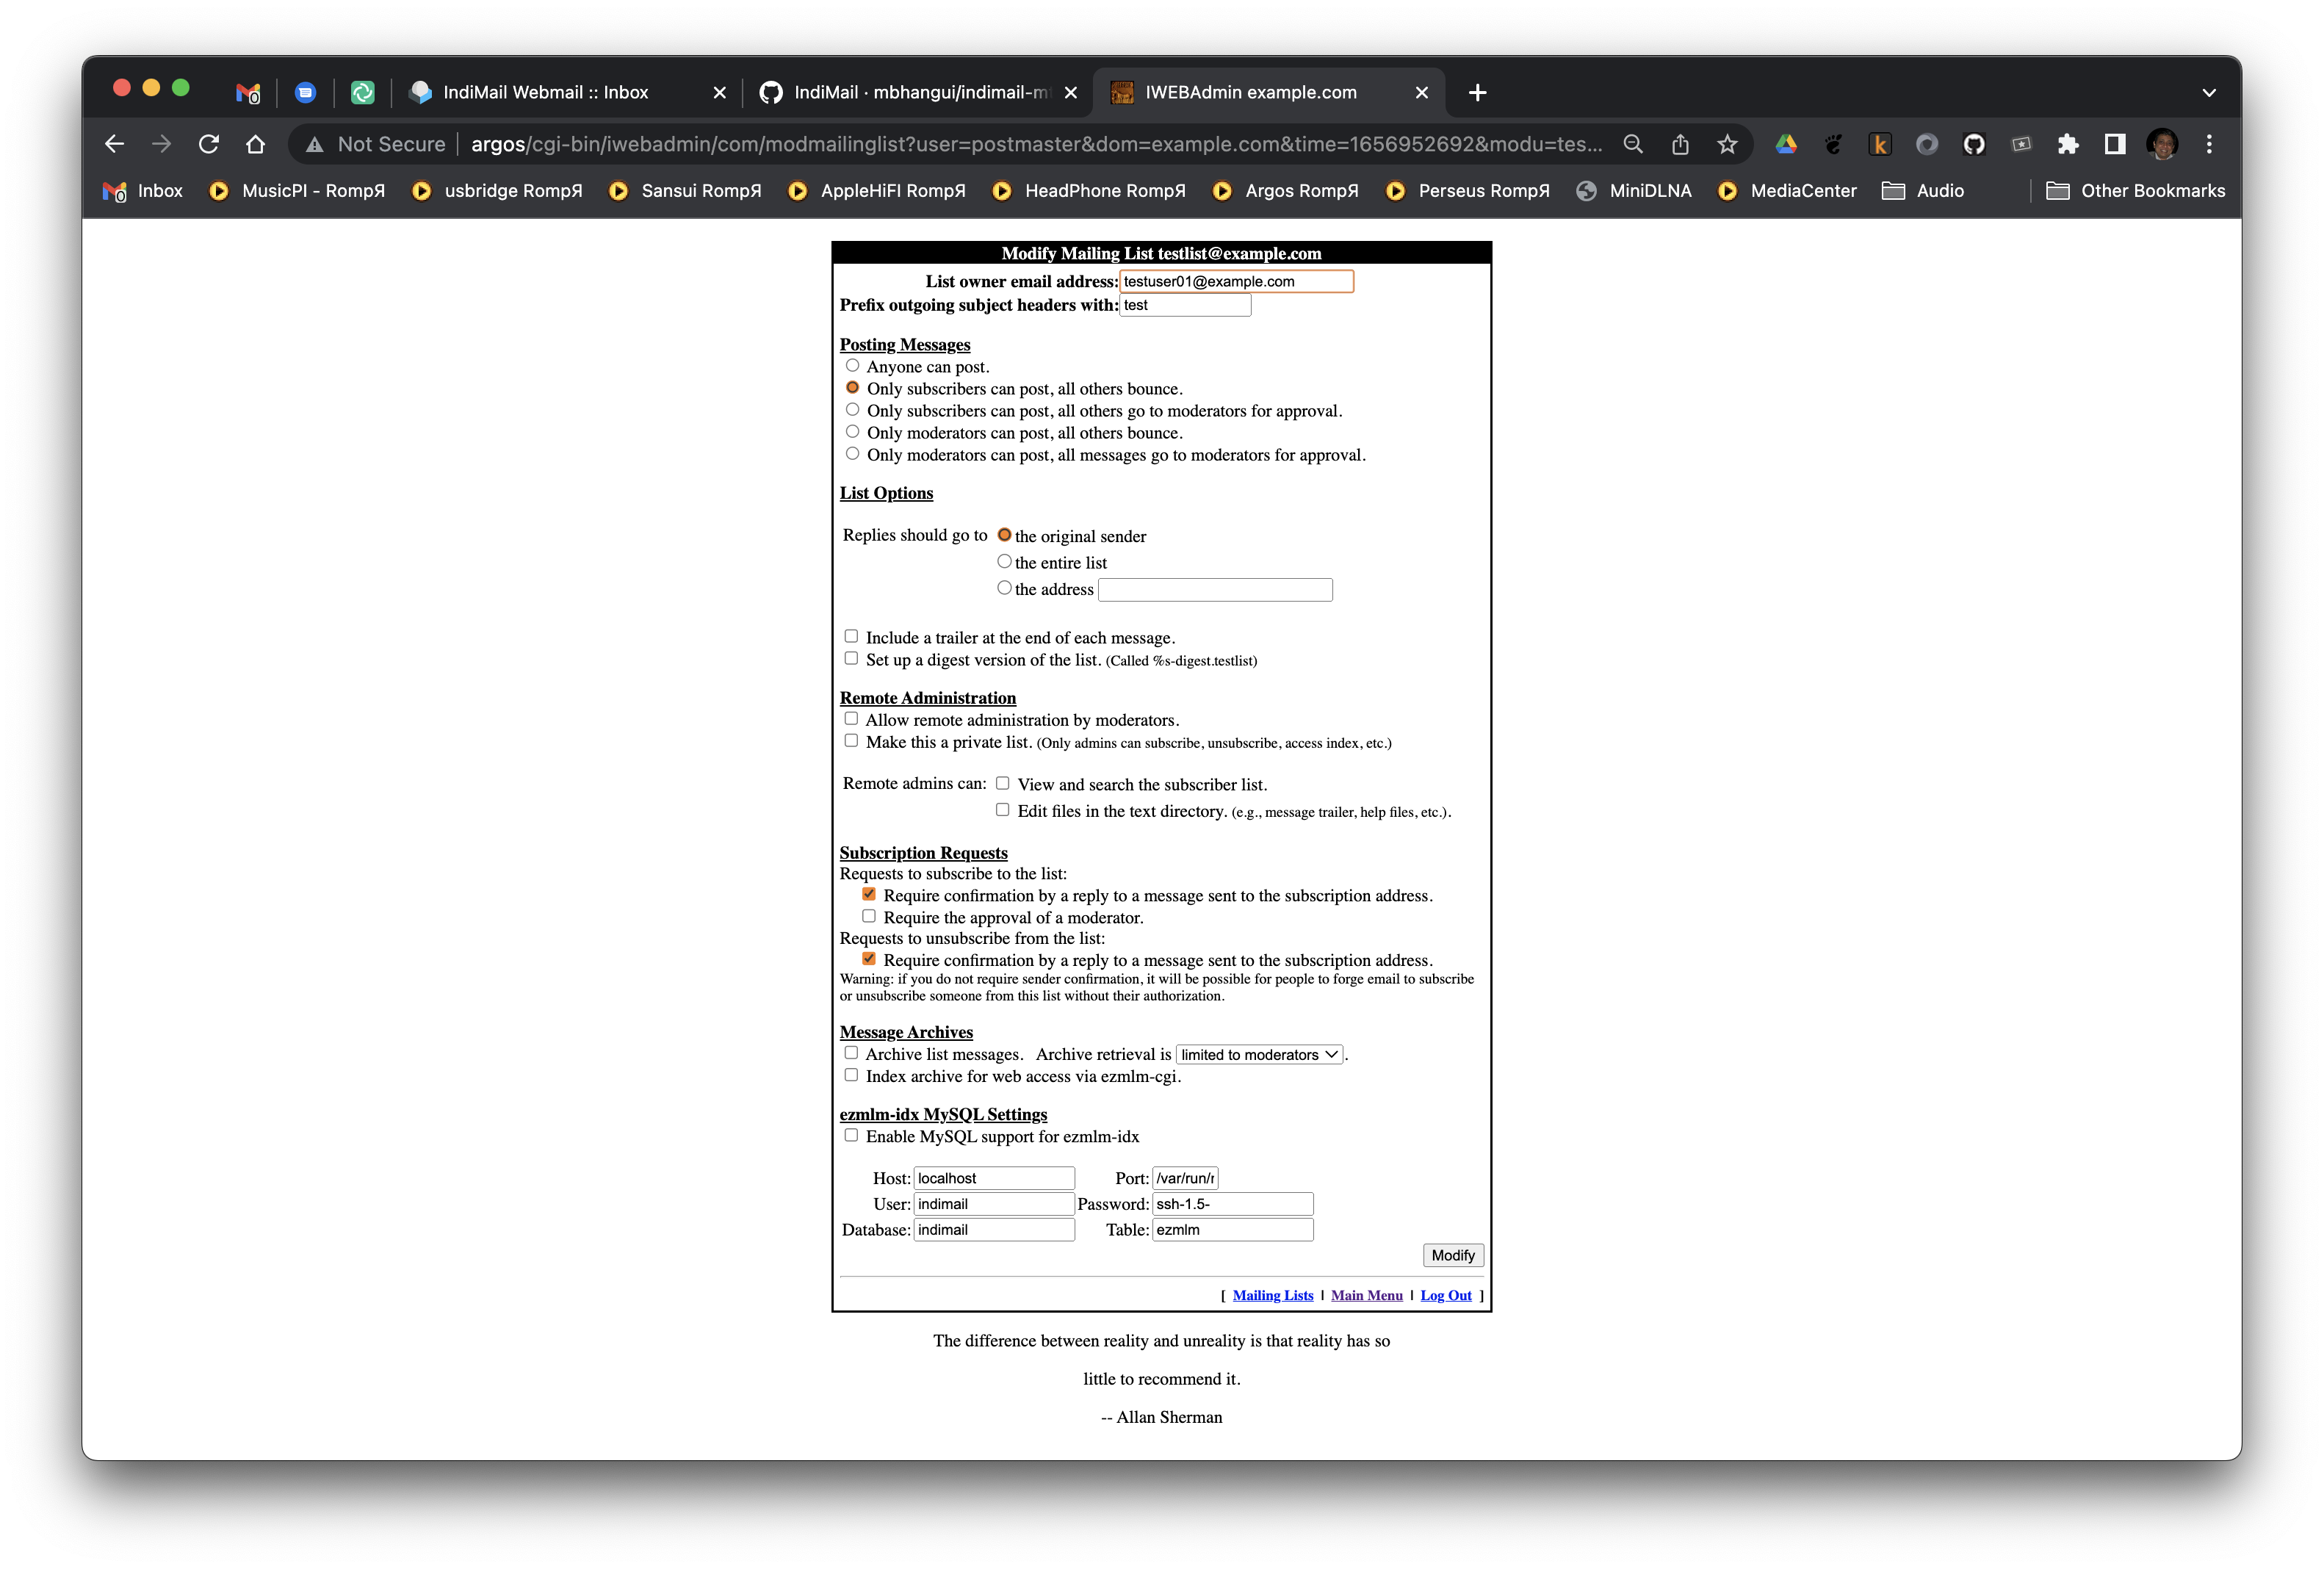 IndiMail Webmail :: Inbox
IndiMail · mbhangui/indimail-m
IWEBAdmin example.com
Not Secure
argos/cgi-bin/iwebadmin/com/modmailinglist?user=postmaster&dom=example.com&time=1656952692&modu=tes...
Inbox
MusicPI - RompЯ
usbridge RompЯ
Sansui RompЯ
AppleHiFI RompЯ
HeadPhone RompЯ
Argos RompЯ
Perseus RompЯ
MiniDLNA
MediaCenter
Audio
Other Bookmarks
Modify Mailing List testlist@example.com
List owner email address: testuser01@example.com
Prefix outgoing subject headers with: test
Posting Messages
Anyone can post.
Only subscribers can post, all others bounce.
Only subscribers can post, all others go to moderators for approval.
Only moderators can post, all others bounce.
Only moderators can post, all messages go to moderators for approval.
List Options
Replies should go to the original sender
the entire list
the address
Include a trailer at the end of each message.
Set up a digest version of the list. (Called %s-digest.testlist)
Remote Administration
Allow remote administration by moderators.
Make this a private list. (Only admins can subscribe, unsubscribe, access index, etc.)
Remote admins can: View and search the subscriber list.
Edit files in the text directory. (e.g., message trailer, help files, etc.).
Subscription Requests
Requests to subscribe to the list:
Require confirmation by a reply to a message sent to the subscription address.
Require the approval of a moderator.
Requests to unsubscribe from the list:
Require confirmation by a reply to a message sent to the subscription address.
Warning: if you do not require sender confirmation, it will be possible for people to forge email to subscribe
or unsubscribe someone from this list without their authorization.
Message Archives
Archive list messages. Archive retrieval is limited to moderators .
Index archive for web access via ezmlm-cgi.
ezmlm-idx MySQL Settings
Enable MySQL support for ezmlm-idx
Host: localhost Port: /var/run/
User: indimail Password: ssh-1.5-
Database: indimail Table: ezmlm
Modify
[ Mailing Lists | Main Menu | Log Out ]
The difference between reality and unreality is that reality has so
little to recommend it.
-- Allan Sherman